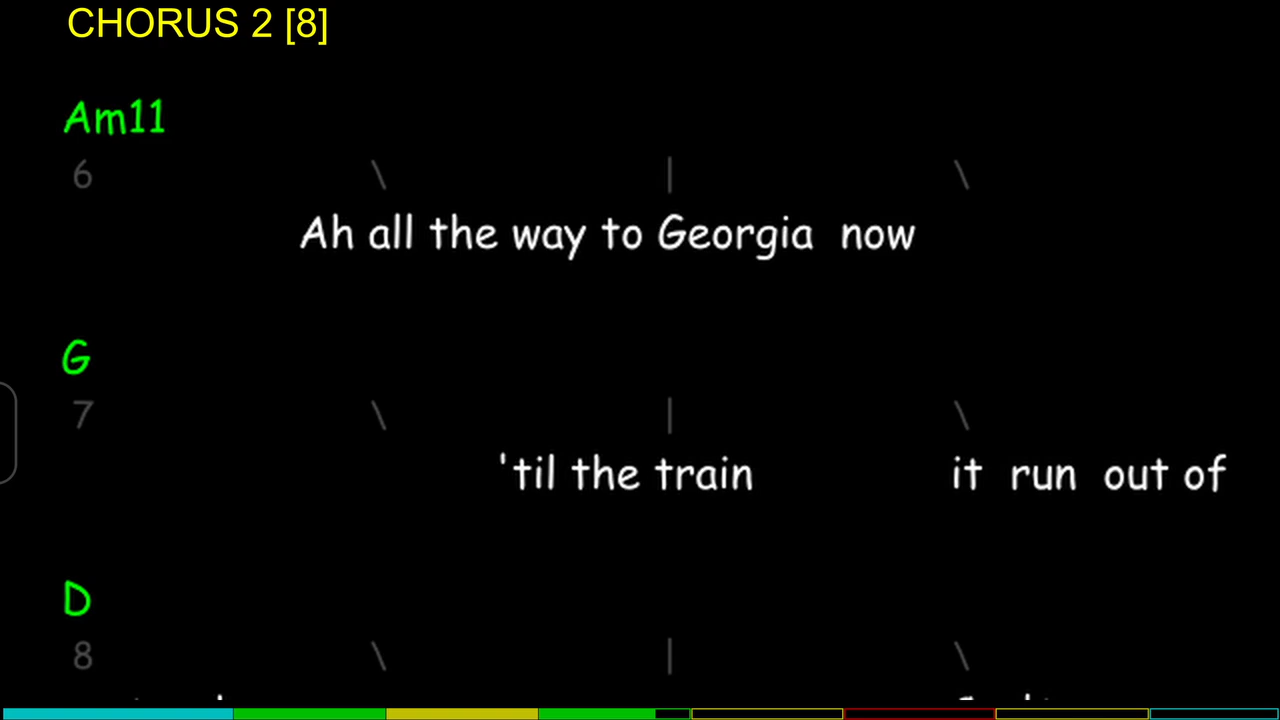 CHORUS 2 [8]
Am11
6 \ | \
Ah all the way to Georgia now
G
7 \ | \
'til the train it run out of
D
8 \ | \